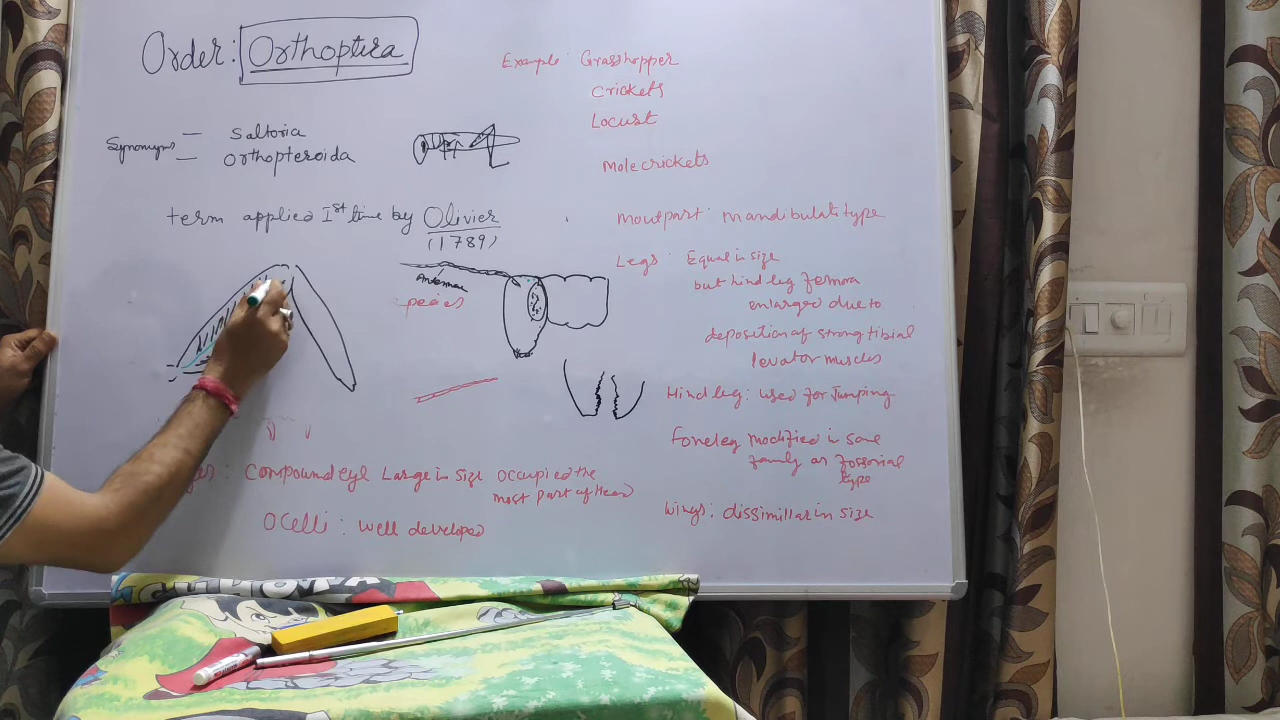 Order: Orthoptera
Synonyms — Saltoria
— Orthopteroida
term applied Ist time by Olivier
(1789)
Antennae
Compound eye Large in size occupied the
most part of Head
Ocelli : well developed
Example : Grasshopper
Crickets
Locust
Mole crickets
Moutpart : Mandibulate type
Legs : Equal in size
but hind leg femora
enlarged due to
deposition of strong tibial
levator muscles
Hind leg : used for Jumping
Foreleg modified in some
family as fossorial
type
Wings : dissimillar in size